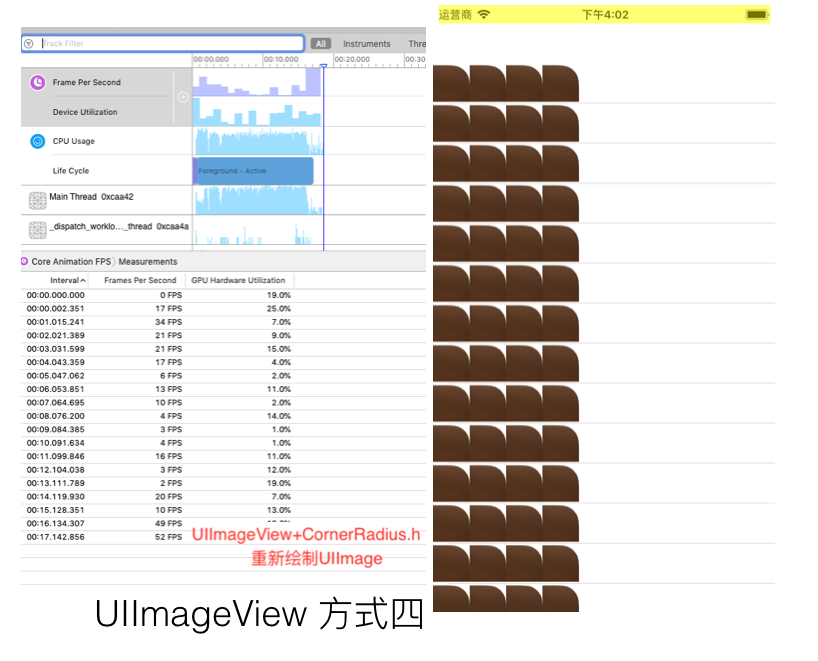 运营商
下午4:02
Track Filter
All Instruments Thre
00:00.000 00:10.000 00:20.000 00:30
Frame Per Second
Device Utilization
CPU Usage
Life Cycle
Foreground - Active
Main Thread 0xcaa42
_dispatch_worklo..._thread 0xcaa4a
Core Animation FPS Measurements
Interval Frames Per Second GPU Hardware Utilization
00:00.000.000 0 FPS 19.0%
00:00.002.351 17 FPS 25.0%
00:01.015.241 34 FPS 7.0%
00:02.021.389 21 FPS 9.0%
00:03.031.599 21 FPS 15.0%
00:04.043.359 17 FPS 4.0%
00:05.047.062 6 FPS 2.0%
00:06.053.851 13 FPS 11.0%
00:07.064.695 10 FPS 2.0%
00:08.076.200 4 FPS 14.0%
00:09.084.385 3 FPS 1.0%
00:10.091.634 4 FPS 1.0%
00:11.099.846 16 FPS 11.0%
00:12.104.038 3 FPS 12.0%
00:13.111.789 2 FPS 19.0%
00:14.119.930 20 FPS 7.0%
00:15.128.351 10 FPS 13.0%
00:16.134.307 49 FPS
00:17.142.856 52 FPS
UIImageView+CornerRadius.h
重新绘制UIImage
UIImageView 方式四